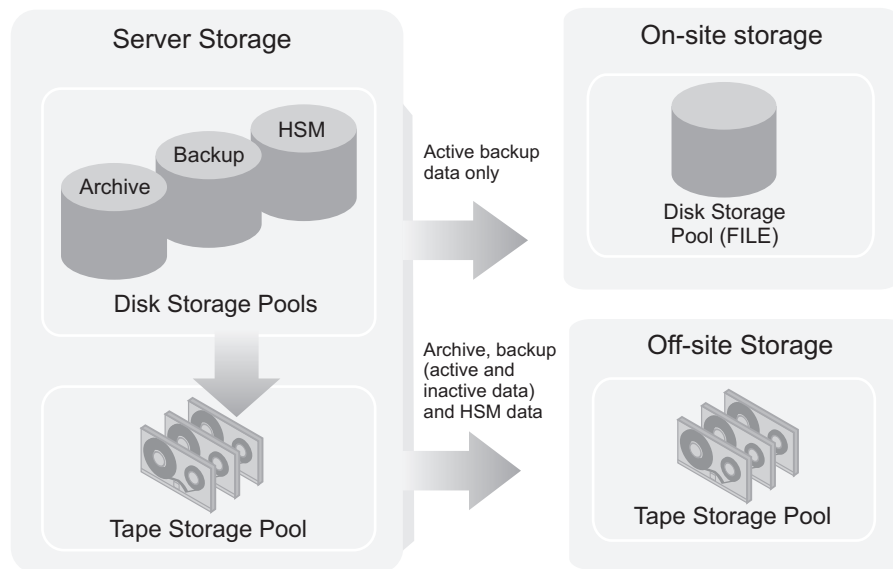 Server Storage
HSM
Backup
Archive
Disk Storage Pools
Tape Storage Pool
Active backup
data only
Archive, backup
(active and
inactive data)
and HSM data
On-site storage
Disk Storage
Pool (FILE)
Off-site Storage
Tape Storage Pool